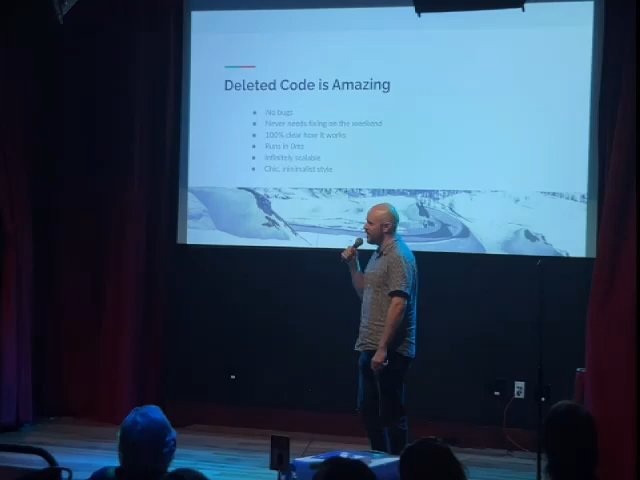 Deleted Code is Amazing
No bugs
Never needs fixing on the weekend
100% clear how it works
Runs in 0ms
Infinitely scalable
Chic, minimalist style